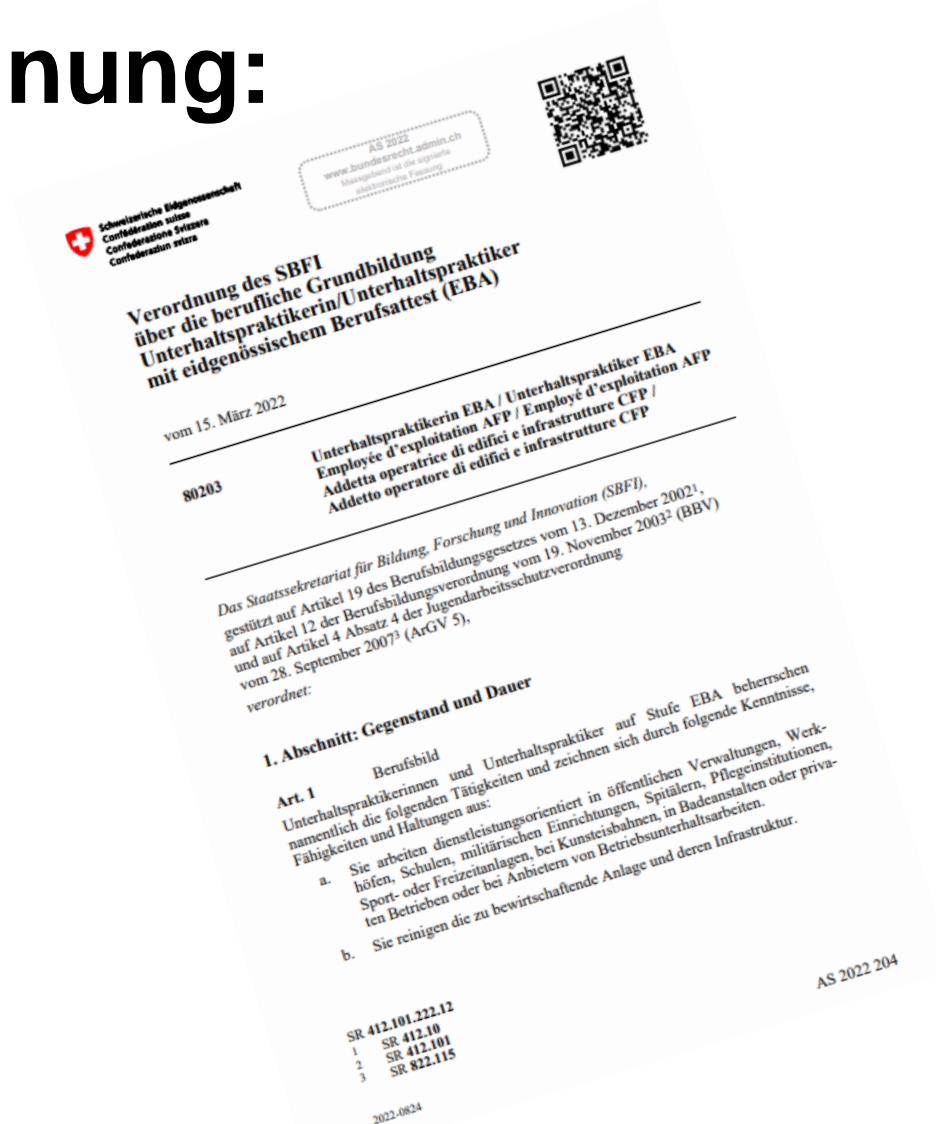 nung:
AS 2022
www.bundesrecht.admin.ch
Massgebend ist die signierte
elektronische Fassung
Schweizerische Eidgenossenschaft
Confédération suisse
Confederazione Svizzera
Confederaziun svizra
Verordnung des SBFI
über die berufliche Grundbildung
Unterhaltspraktikerin/Unterhaltspraktiker
mit eidgenössischem Berufsattest (EBA)
vom 15. März 2022
80203
Unterhaltspraktikerin EBA / Unterhaltspraktiker EBA
Employée d'exploitation AFP / Employé d'exploitation AFP
Addetta operatrice di edifici e infrastrutture CFP /
Addetto operatore di edifici e infrastrutture CFP
Das Staatssekretariat für Bildung, Forschung und Innovation (SBFI),
gestützt auf Artikel 19 des Berufsbildungsgesetzes vom 13. Dezember 2002¹,
auf Artikel 12 der Berufsbildungsverordnung vom 19. November 2003² (BBV)
und auf Artikel 4 Absatz 4 der Jugendarbeitsschutzverordnung
vom 28. September 2007³ (ArGV 5),
verordnet:
1. Abschnitt: Gegenstand und Dauer
Art. 1 Berufsbild
Unterhaltspraktikerinnen und Unterhaltspraktiker auf Stufe EBA beherrschen
namentlich die folgenden Tätigkeiten und zeichnen sich durch folgende Kenntnisse,
Fähigkeiten und Haltungen aus:
a. Sie arbeiten dienstleistungsorientiert in öffentlichen Verwaltungen, Werk-
höfen, Schulen, militärischen Einrichtungen, Spitälern, Pflegeinstitutionen,
Sport- oder Freizeitanlagen, bei Kunsteisbahnen, in Badeanstalten oder priva-
ten Betrieben oder bei Anbietern von Betriebsunterhaltsarbeiten.
b. Sie reinigen die zu bewirtschaftende Anlage und deren Infrastruktur.
SR 412.101.222.12
1 SR 412.10
2 SR 412.101
3 SR 822.115
2022-0824
AS 2022 204